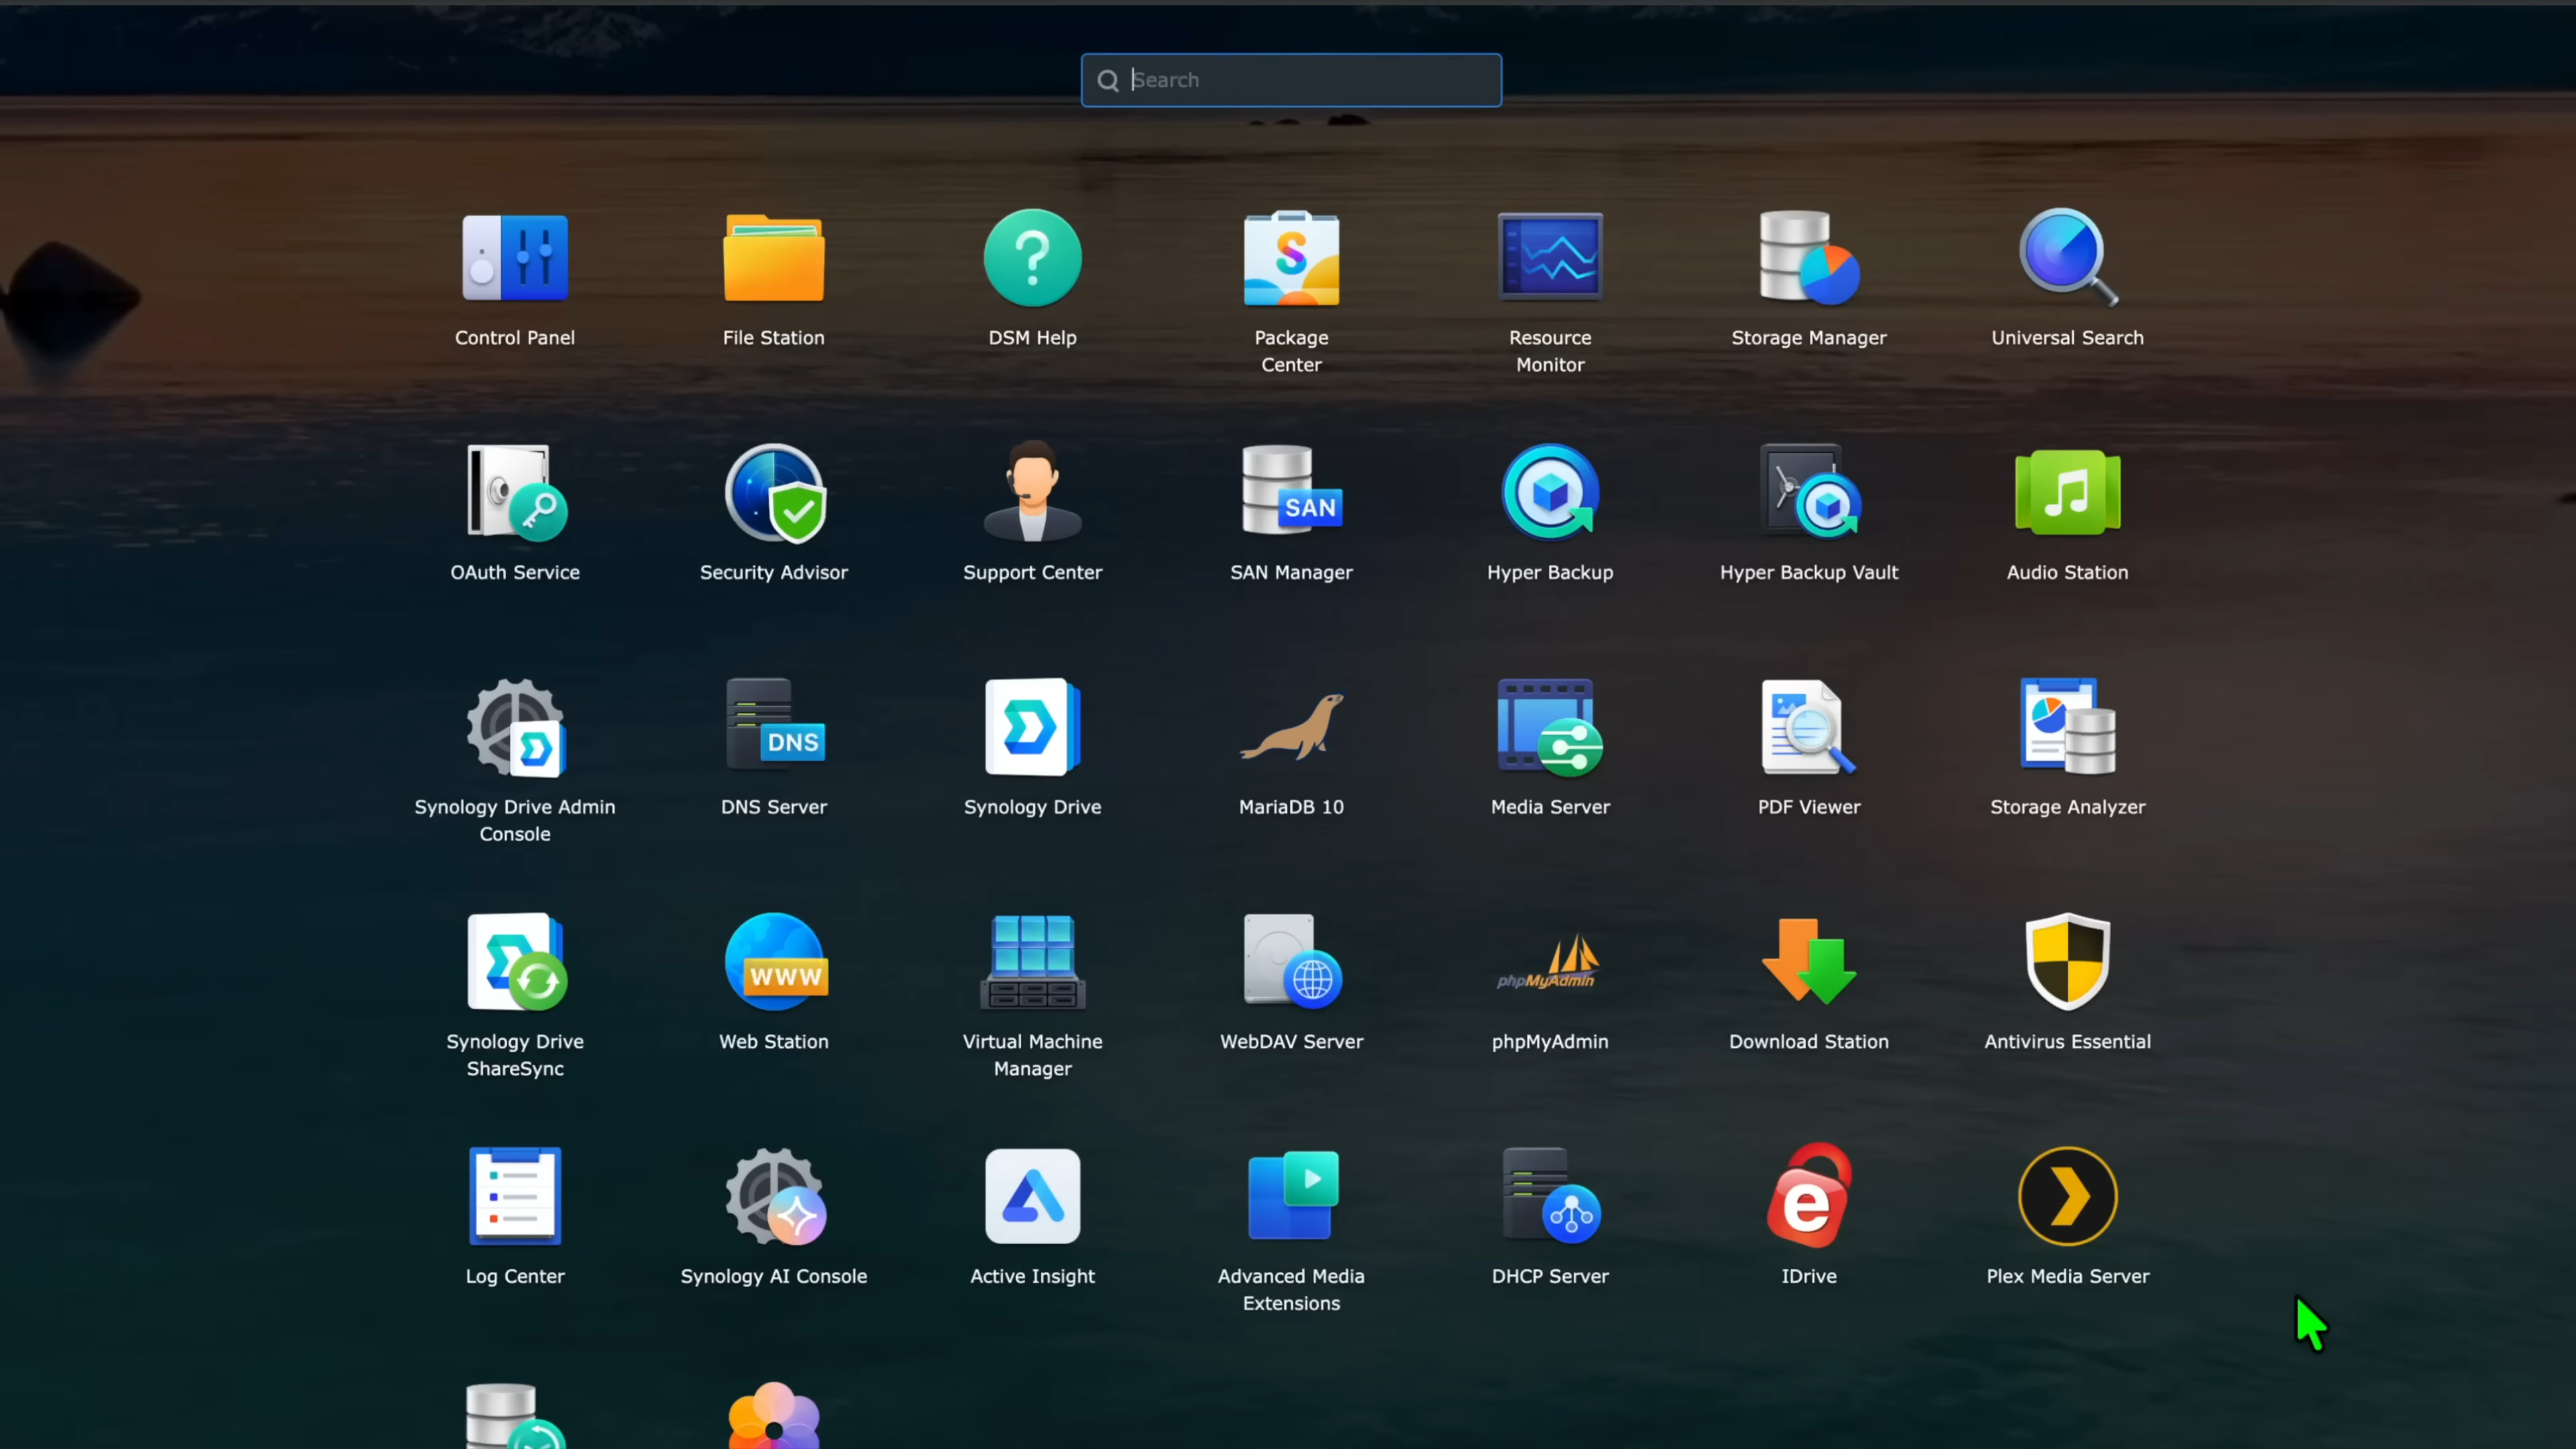 Search
Control Panel
File Station
DSM Help
Package
Center
Resource
Monitor
Storage Manager
Universal Search
SAN
OAuth Service
Security Advisor
Support Center
SAN Manager
Hyper Backup
Hyper Backup Vault
Audio Station
DNS
Synology Drive Admin
Console
DNS Server
Synology Drive
MariaDB 10
Media Server
PDF Viewer
Storage Analyzer
WWW
phpMyAdmin
Synology Drive
ShareSync
Web Station
Virtual Machine
Manager
WebDAV Server
phpMyAdmin
Download Station
Antivirus Essential
e
Log Center
Synology AI Console
Active Insight
Advanced Media
Extensions
DHCP Server
IDrive
Plex Media Server